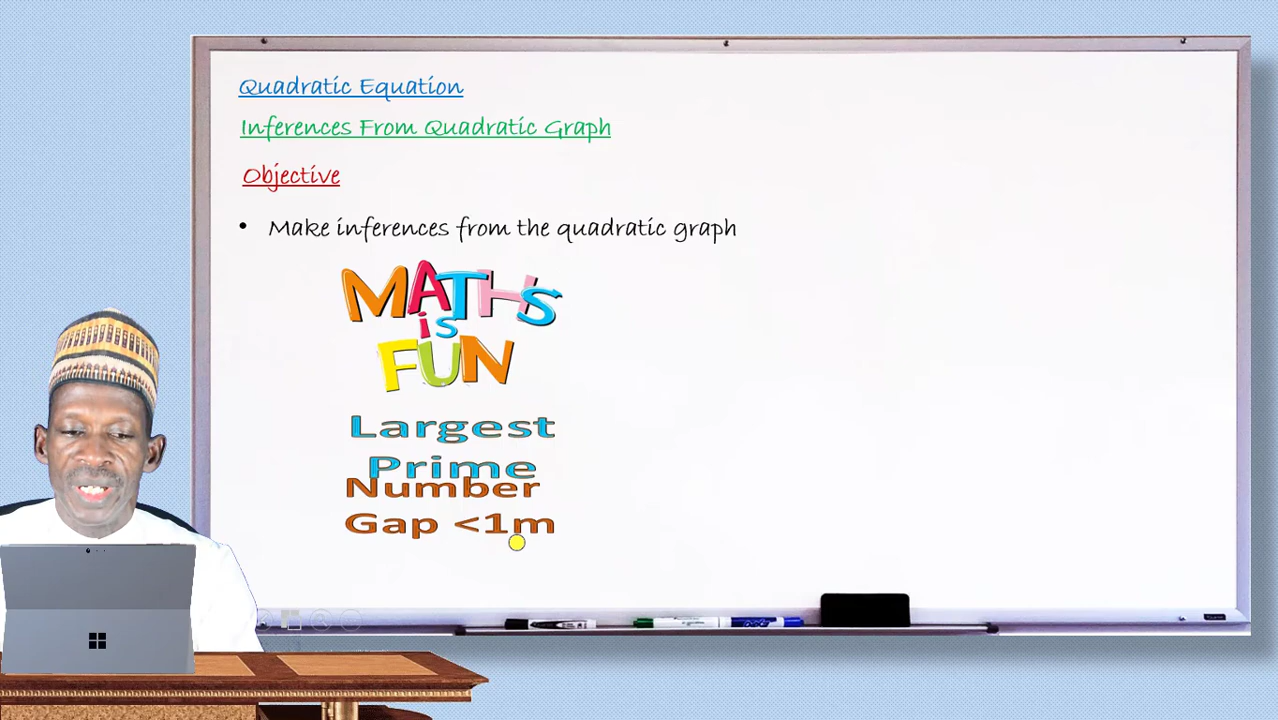 Quadratic Equation
Inferences From Quadratic Graph
Objective
• Make inferences from the quadratic graph
MATHS
is
FUN
Largest
Prime
Number
Gap <1m